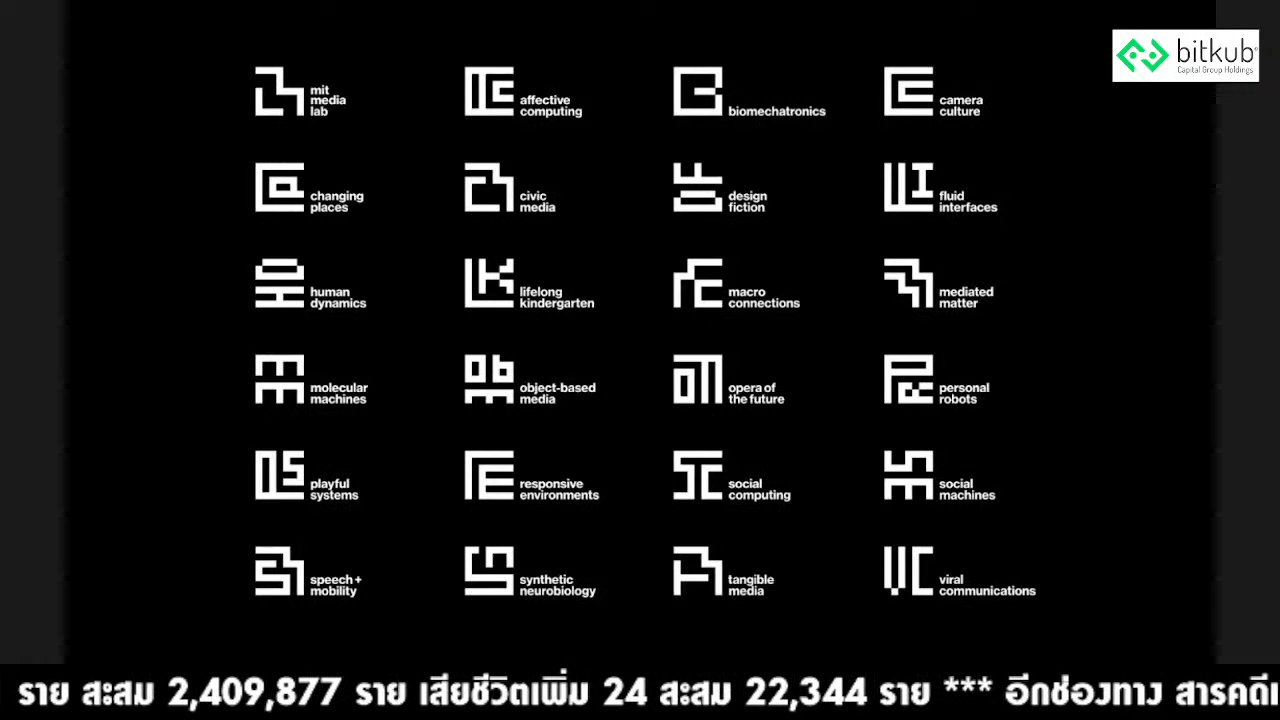 bitkub
Capital Group Holdings
mit
media
lab
affective
computing
biomechatronics
camera
culture
changing
places
civic
media
design
fiction
fluid
interfaces
human
dynamics
lifelong
kindergarten
macro
connections
mediated
matter
molecular
machines
object-based
media
opera of
the future
personal
robots
playful
systems
responsive
environments
social
computing
social
machines
speech +
mobility
synthetic
neurobiology
tangible
media
viral
communications
ราย สะสม 2,409,877 ราย เสียชีวิตเพิ่ม 24 สะสม 22,344 ราย *** อีกช่องทาง สารคดี